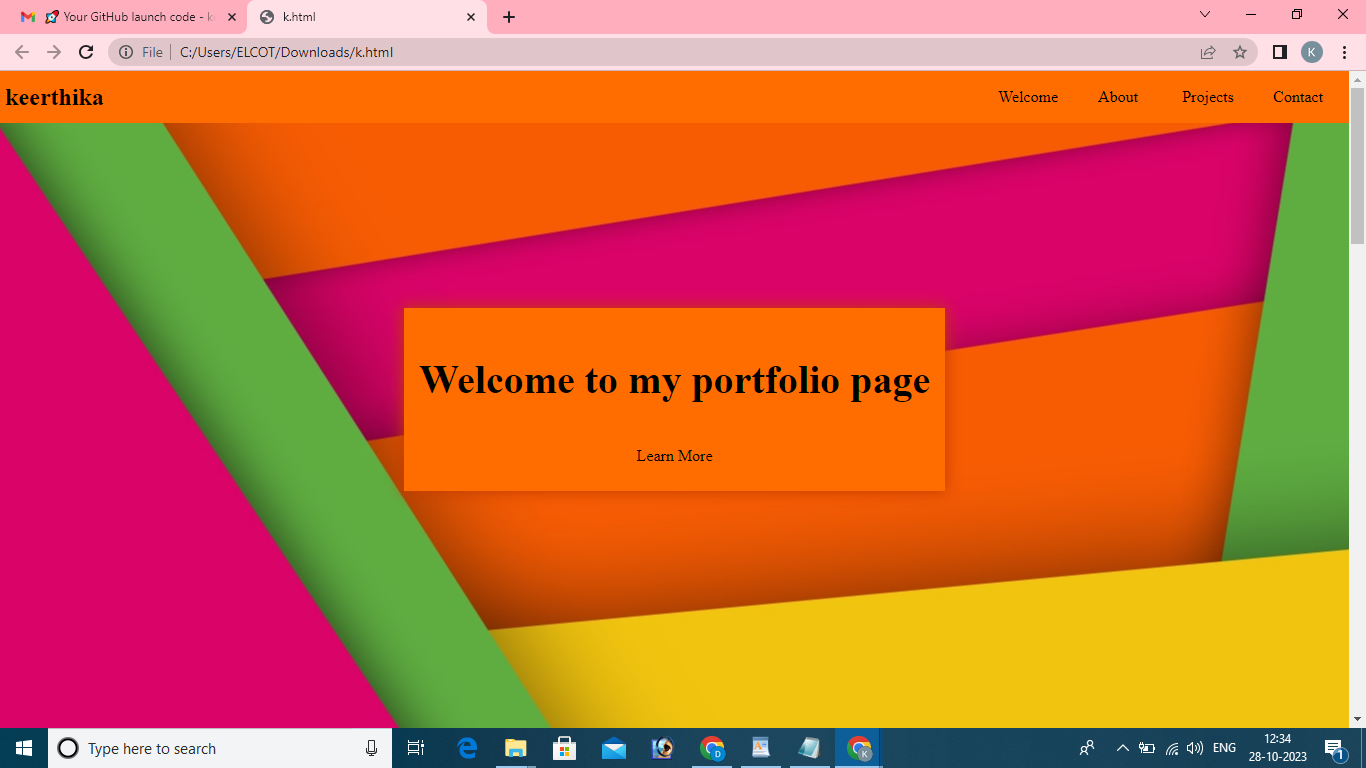 Your GitHub launch code - k
k.html
File
C:/Users/ELCOT/Downloads/k.html
K
keerthika
Welcome About Projects Contact
Welcome to my portfolio page
Learn More
Type here to search
D
K
ENG
12:34
28-10-2023
1